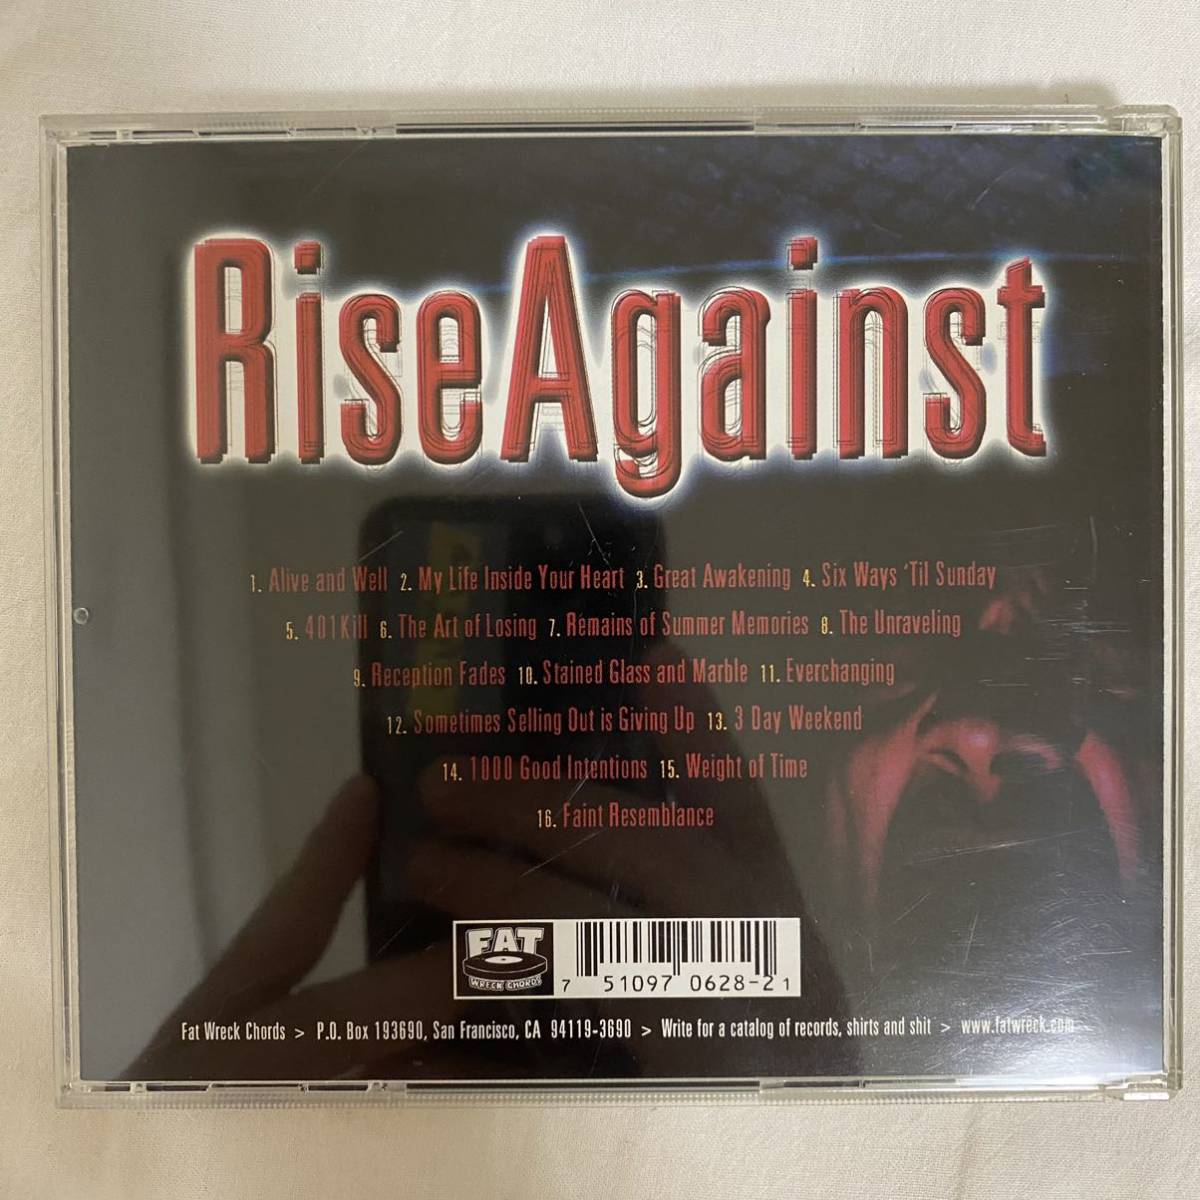 RiseAgainst
1. Alive and Well 2. My Life Inside Your Heart 3. Great Awakening 4. Six Ways 'Til Sunday
5. 401Kill 6. The Art of Losing 7. Remains of Summer Memories 8. The Unraveling
9. Reception Fades 10. Stained Glass and Marble 11. Everchanging
12. Sometimes Selling Out is Giving Up 13. 3 Day Weekend
14. 1000 Good Intentions 15. Weight of Time
16. Faint Resemblance
FAT
WRECK CHORDS
7 51097 0628-2 1
Fat Wreck Chords > P.O. Box 193690, San Francisco, CA 94119-3690 > Write for a catalog of records, shirts and shit > www.fatwreck.com